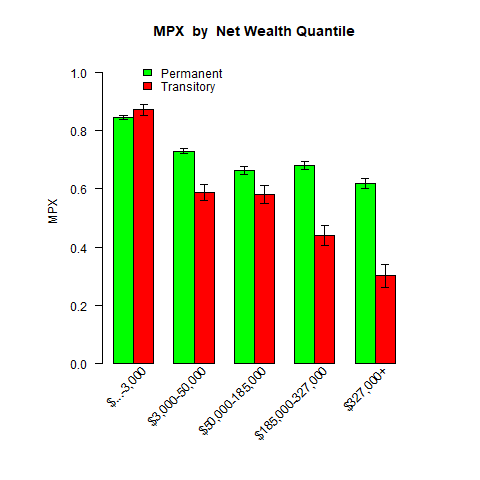 MPX by Net Wealth Quantile
Permanent
Transitory
MPX
1.0
0.8
0.6
0.4
0.2
0.0
$...-3,000
$3,000-50,000
$50,000-185,000
$185,000-327,000
$327,000+